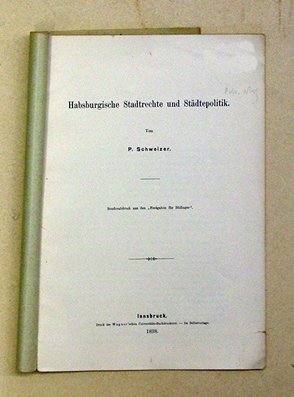 Habsburgische Stadtrechte und Städtepolitik.
Von
P. Schweizer.
Separatabdruck aus den „Festgaben für Büdinger“.
Innsbruck.
Druck der Wagner'schen Universitäts-Buchdruckerei — Im Selbstverlage.
1898.